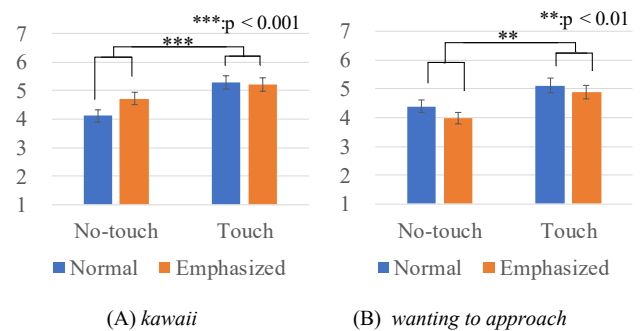 ***:p < 0.001
***
7
6
5
4
3
2
1
No-touch Touch
Normal Emphasized
(A) kawaii
**:p < 0.01
**
7
6
5
4
3
2
1
No-touch Touch
Normal Emphasized
(B) wanting to approach